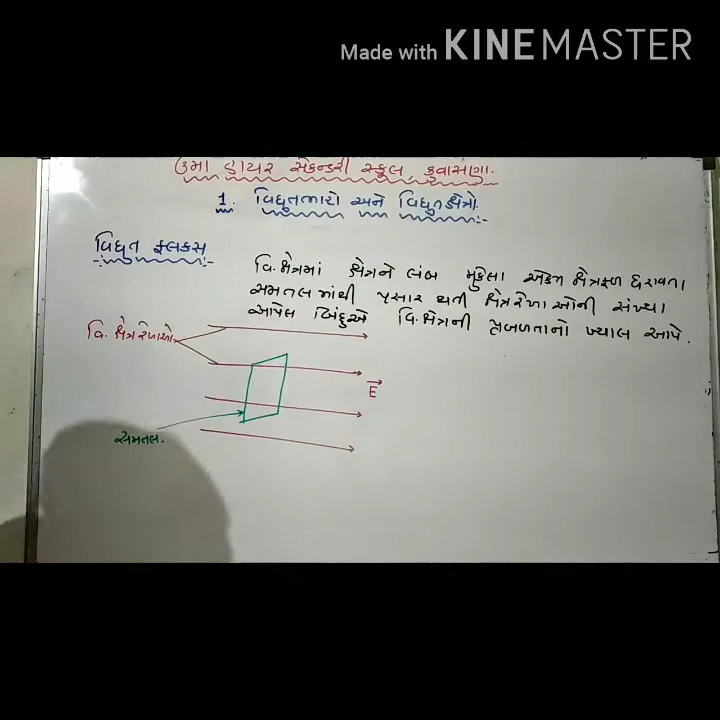 Made with KINEMASTER
ઉમા હાયર સેકન્ડરી સ્કૂલ, કુવાસણા.
1. વિદ્યુતભારો અને વિદ્યુતક્ષેત્રો.
વિદ્યુત ફ્લક્સ
વિ.ક્ષેત્રમાં ક્ષેત્રને લંબ મુકેલા એકમ ક્ષેત્રફળ ધરાવતા
સમતલમાંથી પસાર થતી ક્ષેત્રરેખાઓની સંખ્યા
આપેલ બિંદુએ વિ.ક્ષેત્રની પ્રબળતાનો ખ્યાલ આપે.
વિ. ક્ષેત્રરેખાઓ
E
સમતલ.